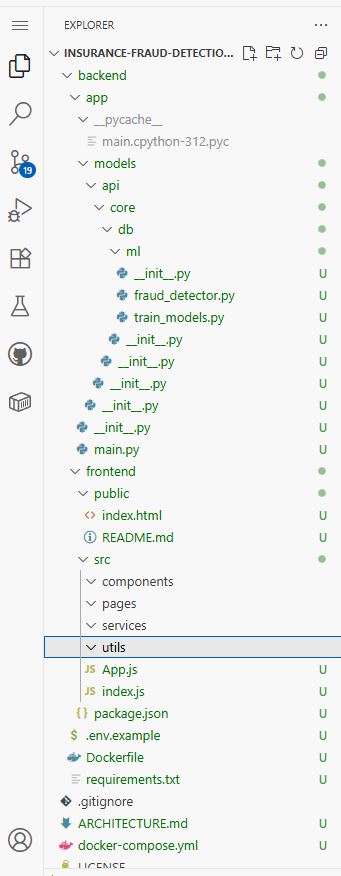 EXPLORER
INSURANCE-FRAUD-DETECTIO...
backend
app
__pycache__
main.cpython-312.pyc
models
api
core
db
ml
__init__.py U
fraud_detector.py U
train_models.py U
__init__.py U
__init__.py U
__init__.py U
__init__.py U
__init__.py U
main.py U
frontend
public
index.html U
README.md U
src
components
pages
services
utils
JS App.js U
JS index.js U
{} package.json U
$ .env.example U
Dockerfile U
requirements.txt U
.gitignore
ARCHITECTURE.md U
docker-compose.yml U
LICENSE
19